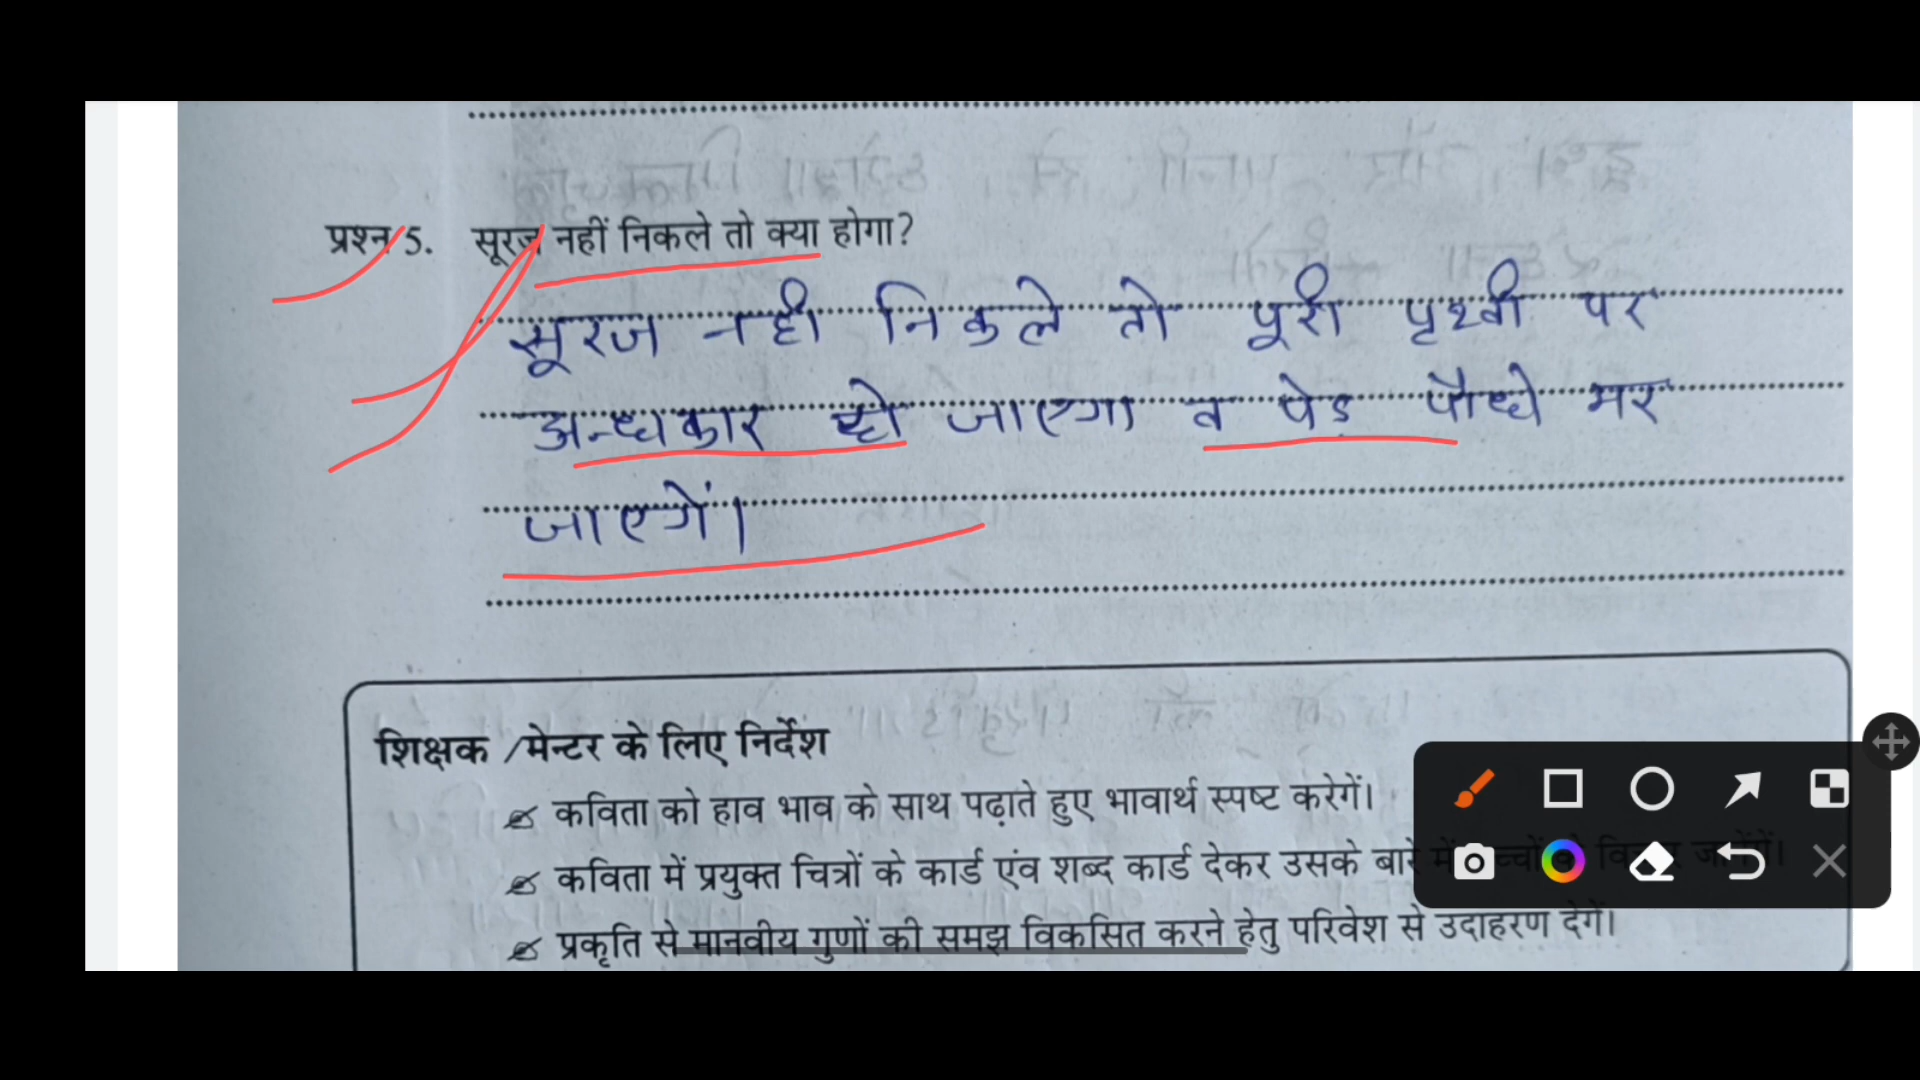 प्रश्न 5. सूरज नहीं निकले तो क्या होगा?
सूरज नही निकले तो पूरी पृथ्वी पर
अन्धकार हो जाएगा व पेड पौधे मर
जाएगें।
शिक्षक /मेन्टर के लिए निर्देश
कविता को हाव भाव के साथ पढ़ाते हुए भावार्थ स्पष्ट करेगें।
कविता में प्रयुक्त चित्रों के कार्ड एंव शब्द कार्ड देकर उसके बारे
प्रकृति से मानवीय गुणों की समझ विकसित करने हेतु परिवेश से उदाहरण देगें।